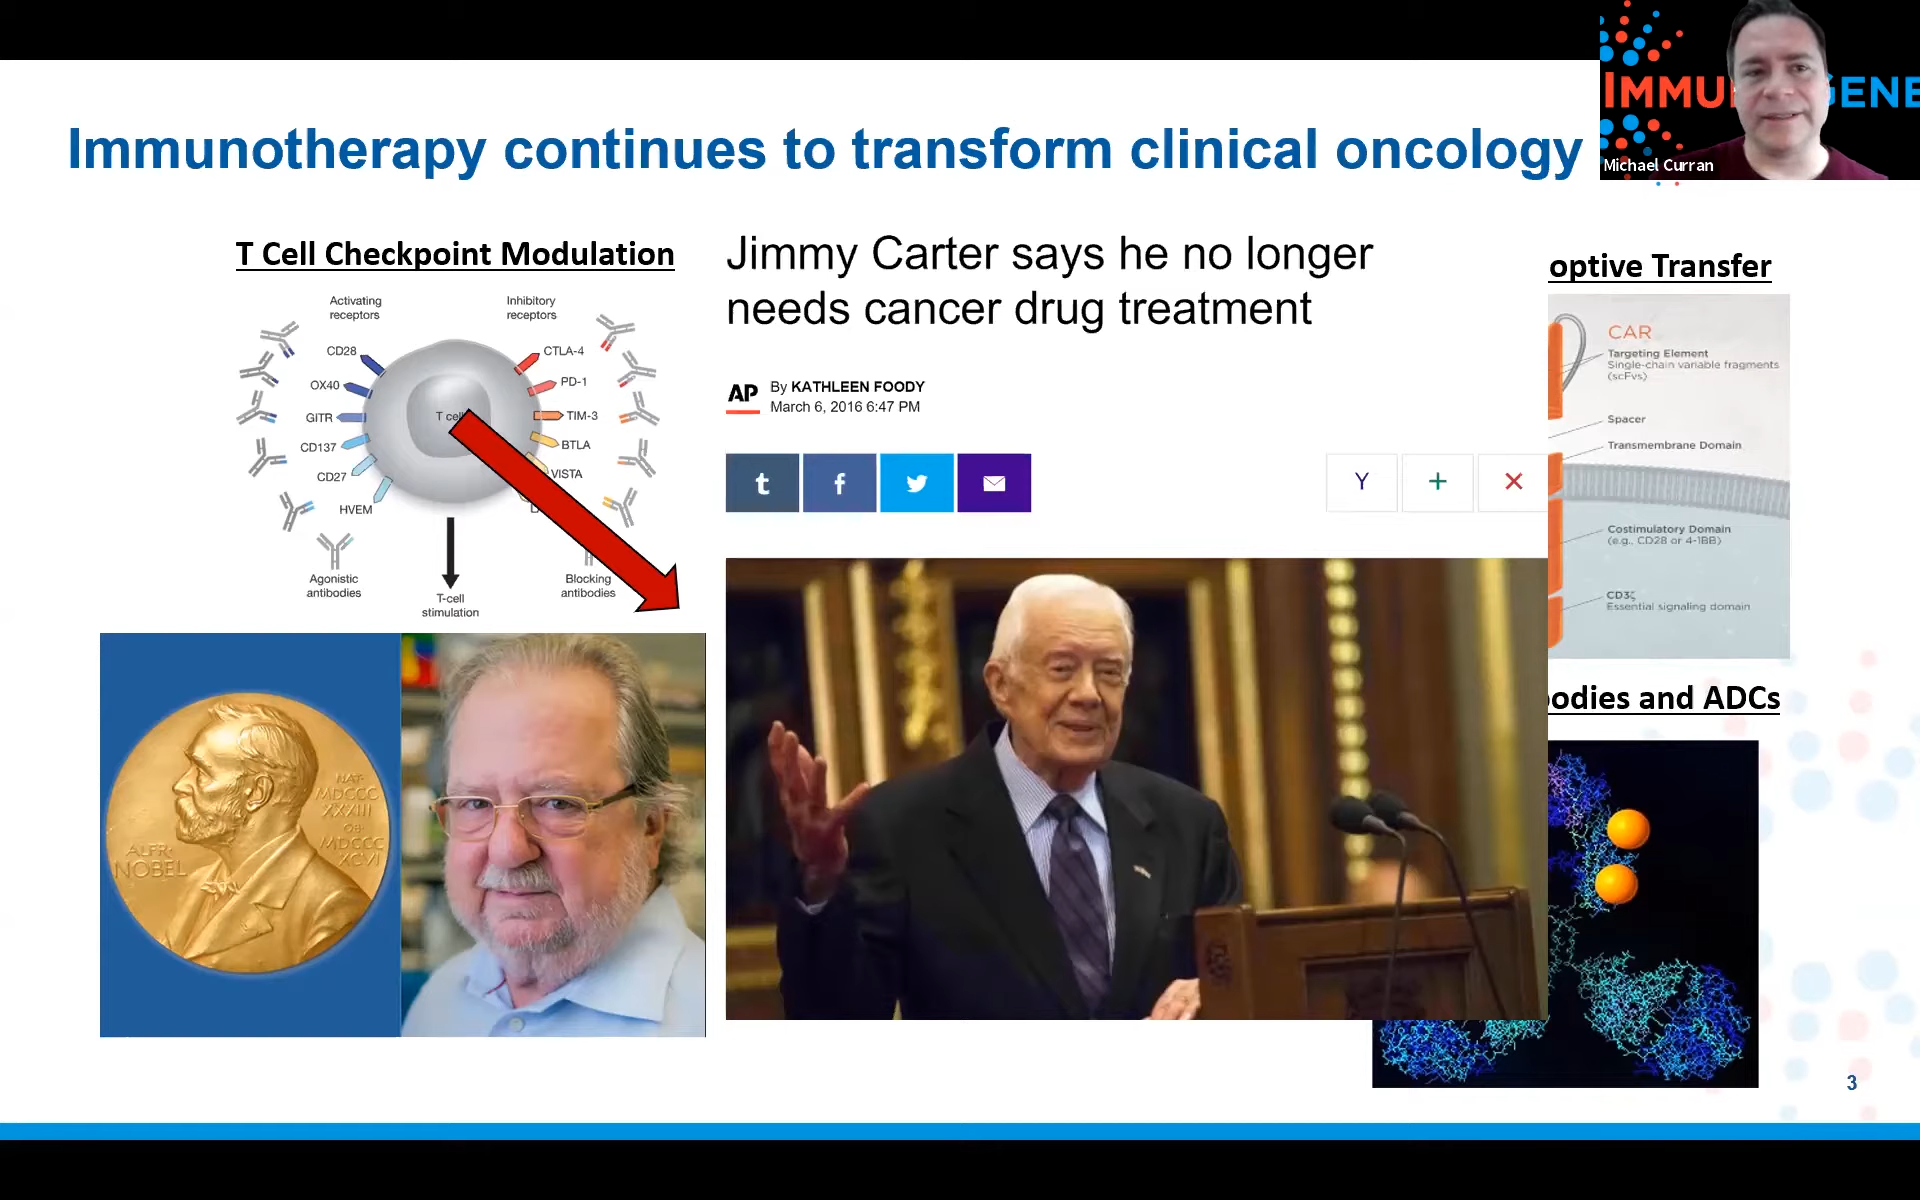 IMMU
GENE
Michael Curran
Immunotherapy continues to transform clinical oncology
T Cell Checkpoint Modulation
Activating
receptors
Inhibitory
receptors
CD28
OX40
GITR
CD137
CD27
HVEM
T cell
CTLA-4
PD-1
TIM-3
BTLA
VISTA
L
Agonistic
antibodies
T-cell
stimulation
Blocking
antibodies
Jimmy Carter says he no longer
needs cancer drug treatment
AP
By KATHLEEN FOODY
March 6, 2016 6:47 PM
t
f
Y
+
optive Transfer
CAR
Targeting Element
Single-chain variable fragments
(scFvs)
Spacer
Transmembrane Domain
Costimulatory Domain
(e.g., CD28 or 4-1BB)
CD3ζ
Essential signaling domain
odies and ADCs
ALFR·
NOBEL
NAT·
MDCCC
XXXIII
OB·
MDCCC
XCVI
3